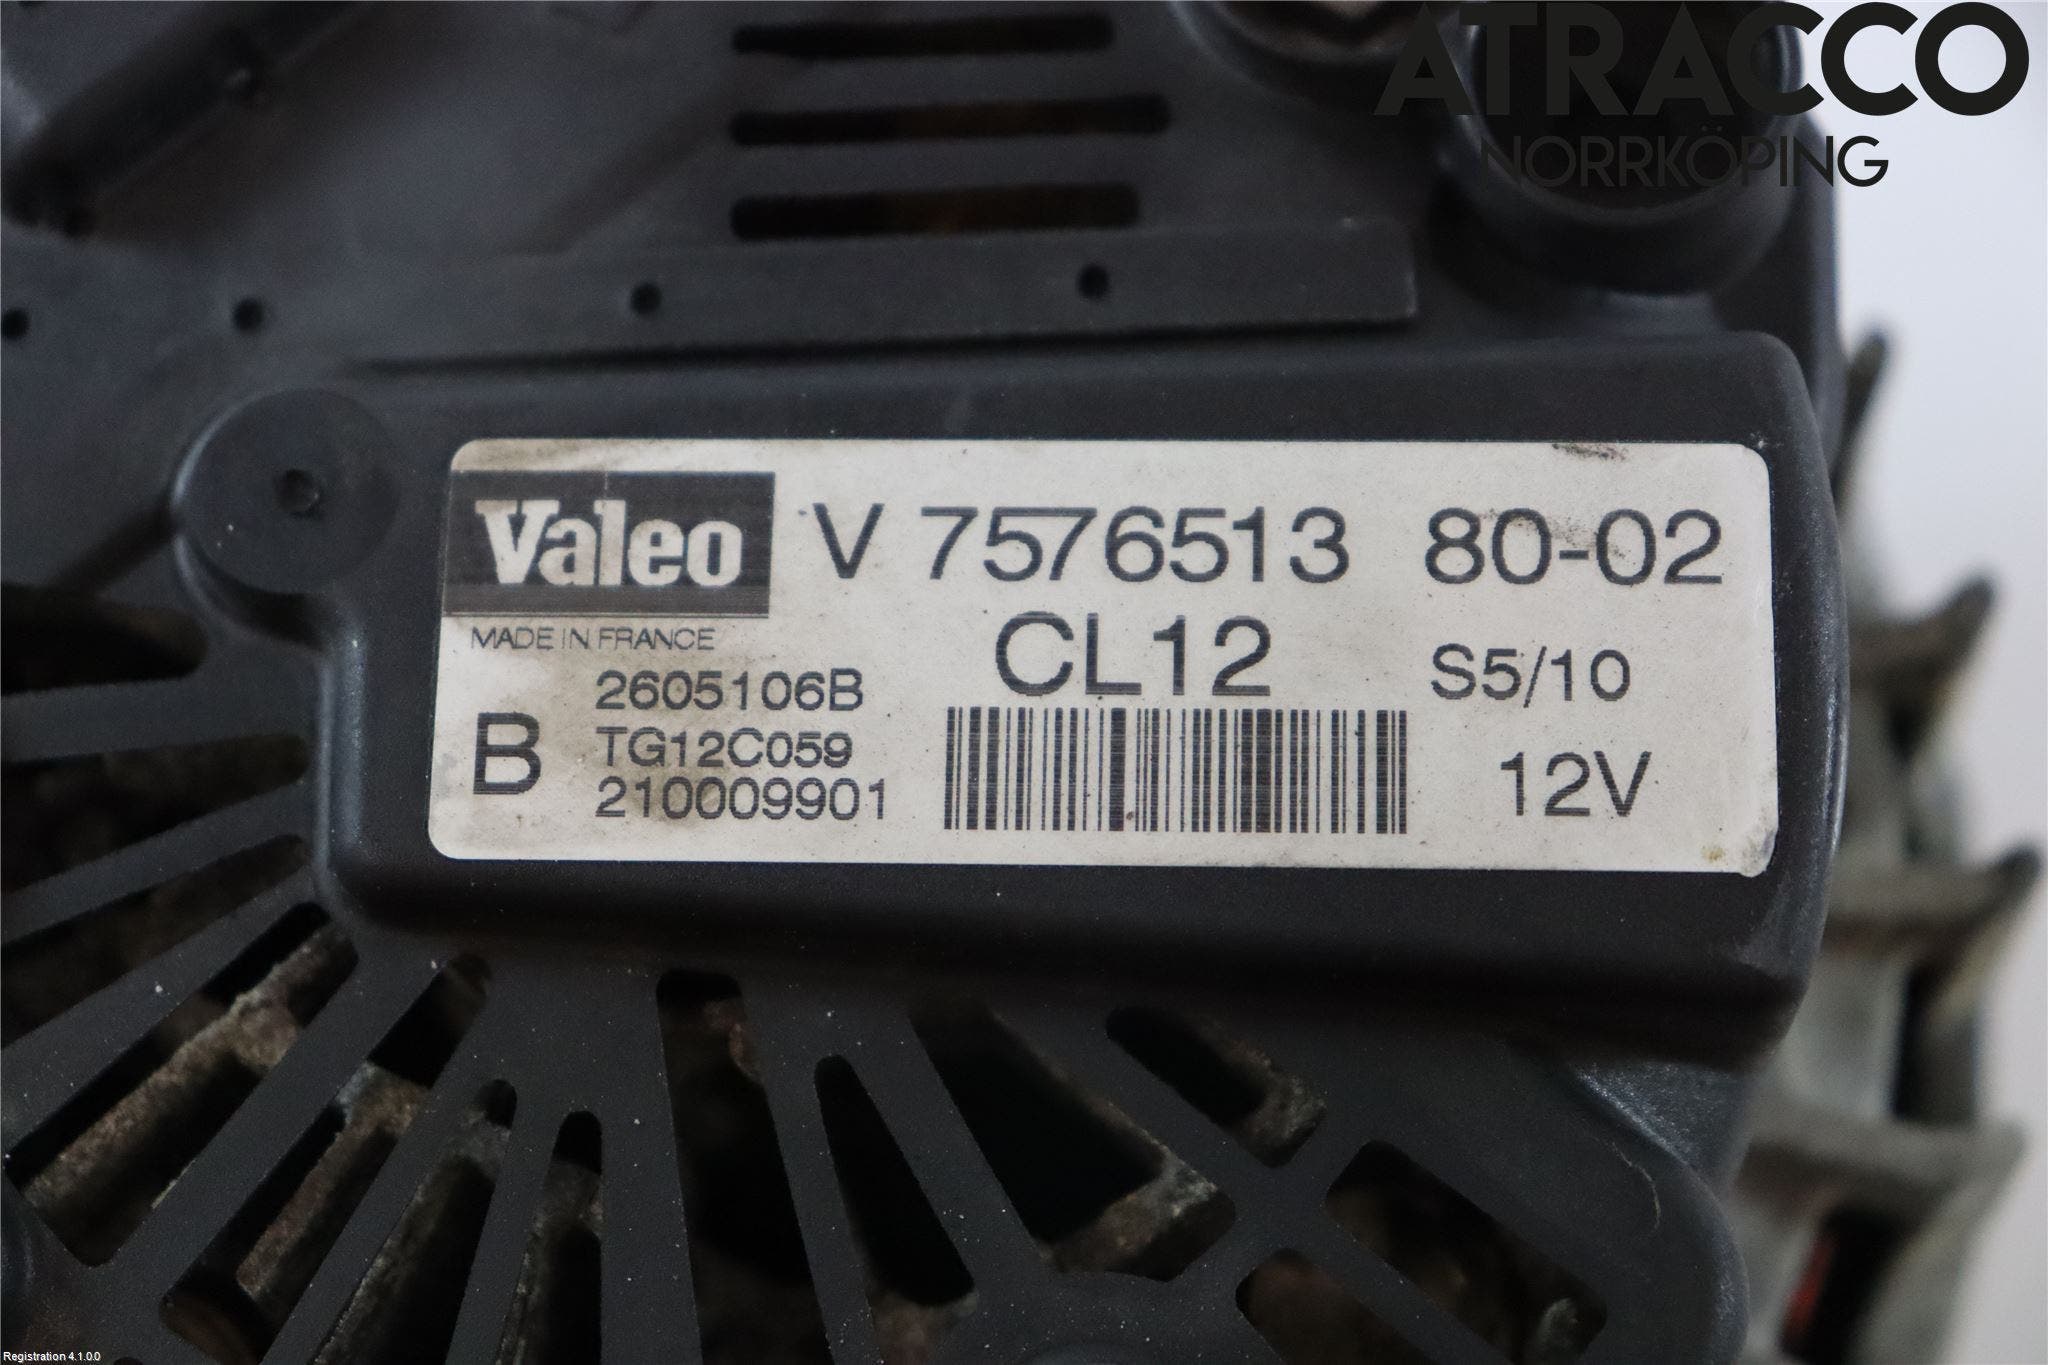 ATRACCO
NORRKÖPING
Valeo V 7576513 80-02
MADE IN FRANCE CL12 S5/10
2605106B
B TG12C059 12V
210009901
Registration 4.1.0.0